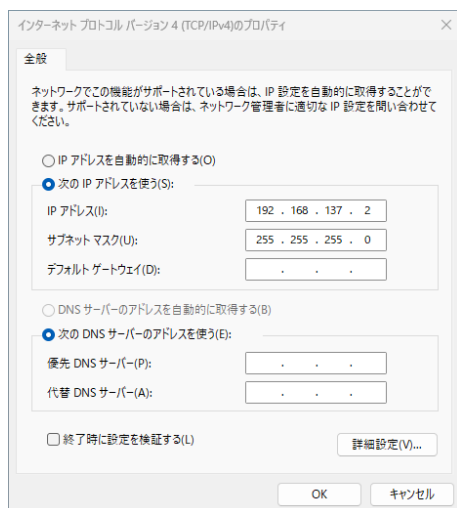 インターネット プロトコル バージョン 4 (TCP/IPv4)のプロパティ
全般
ネットワークでこの機能がサポートされている場合は、IP 設定を自動的に取得することがで
きます。サポートされていない場合は、ネットワーク管理者に適切な IP 設定を問い合わせて
ください。
IP アドレスを自動的に取得する(O)
次の IP アドレスを使う(S):
IP アドレス(I): 192 . 168 . 137 . 2
サブネット マスク(U): 255 . 255 . 255 . 0
デフォルト ゲートウェイ(D): . . .
DNS サーバーのアドレスを自動的に取得する(B)
次の DNS サーバーのアドレスを使う(E):
優先 DNS サーバー(P): . . .
代替 DNS サーバー(A): . . .
終了時に設定を検証する(L)
詳細設定(V)...
OK キャンセル